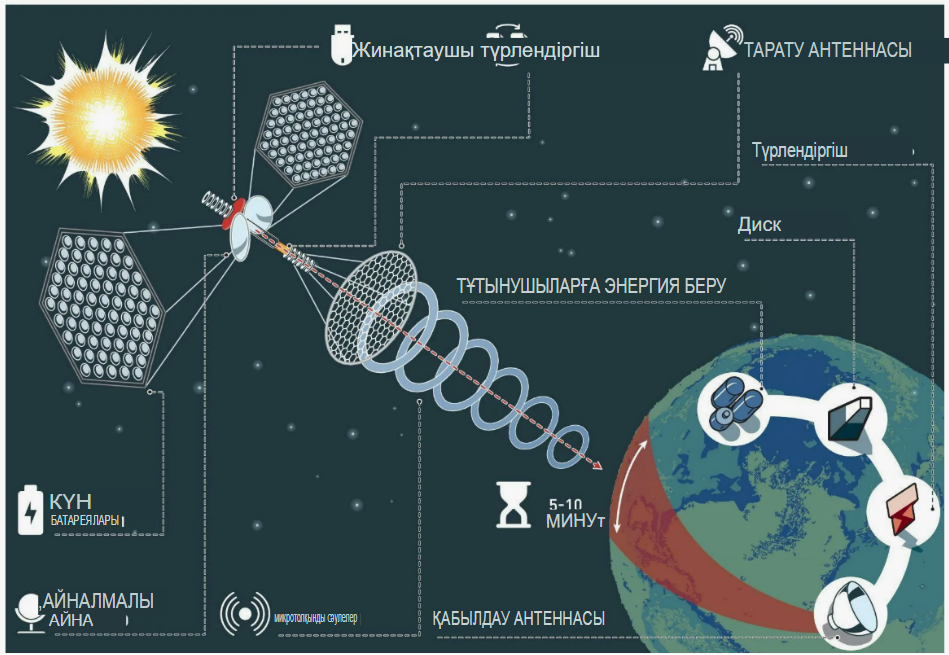 Жинақтаушы түрлендіргіш
ТАРАТУ АНТЕННАСЫ
Түрлендіргіш
Диск
ТҰТЫНУШЫЛАРҒА ЭНЕРГИЯ БЕРУ
5-10
МИНУт
КҮН
БАТАРЕЯЛАРЫ
АЙНАЛМАЛЫ
АЙНА
микротолқынды сәулелер
ҚАБЫЛДАУ АНТЕННАСЫ